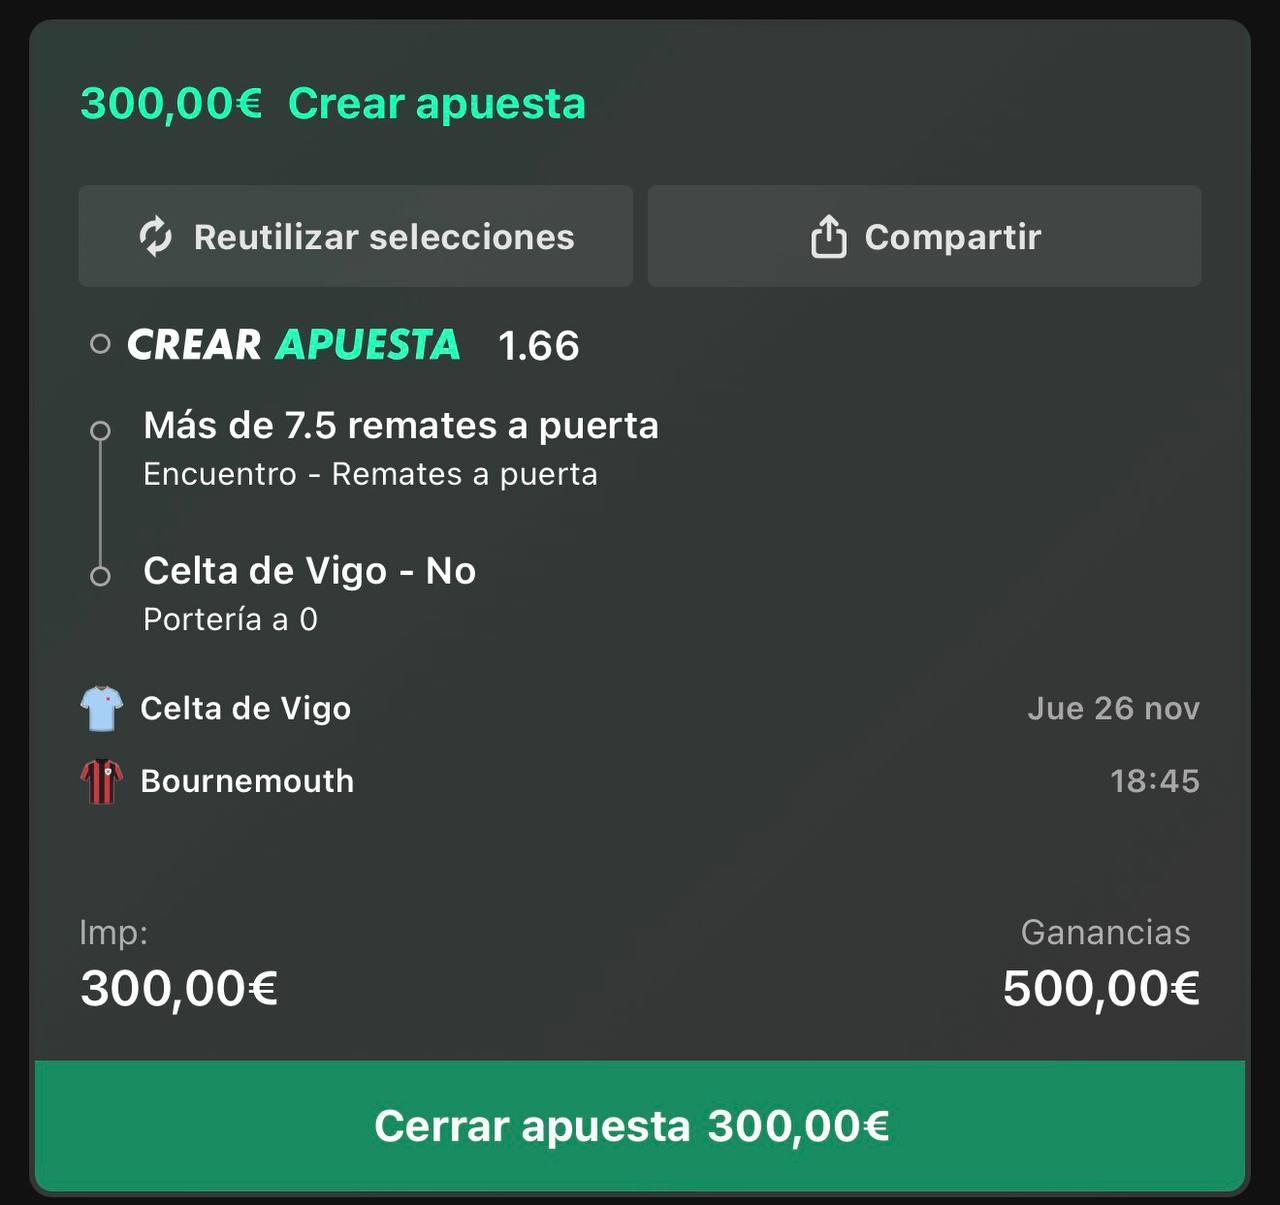 300,00€ Crear apuesta
Reutilizar selecciones
Compartir
CREAR APUESTA 1.66
Más de 7.5 remates a puerta
Encuentro - Remates a puerta
Celta de Vigo - No
Portería a 0
Celta de Vigo
Jue 26 nov
Bournemouth
18:45
Imp:
Ganancias
300,00€
500,00€
Cerrar apuesta 300,00€